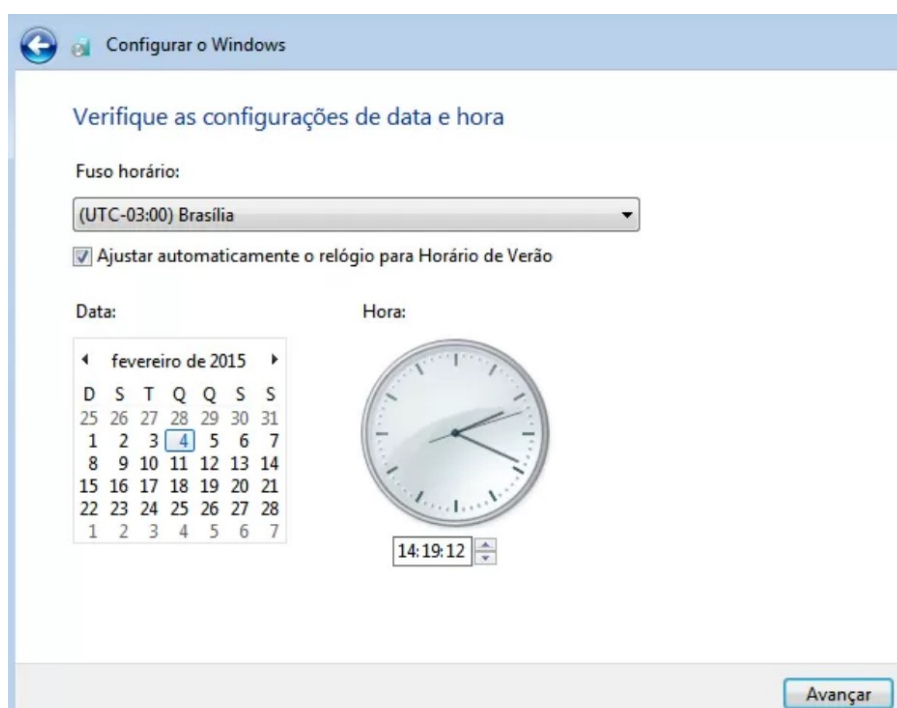 Configurar o Windows
Verifique as configurações de data e hora
Fuso horário:
(UTC-03:00) Brasília
Ajustar automaticamente o relógio para Horário de Verão
Data:
Hora:
fevereiro de 2015
D S T Q Q S S
25 26 27 28 29 30 31
1 2 3 4 5 6 7
8 9 10 11 12 13 14
15 16 17 18 19 20 21
22 23 24 25 26 27 28
1 2 3 4 5 6 7
14:19:12
Avançar